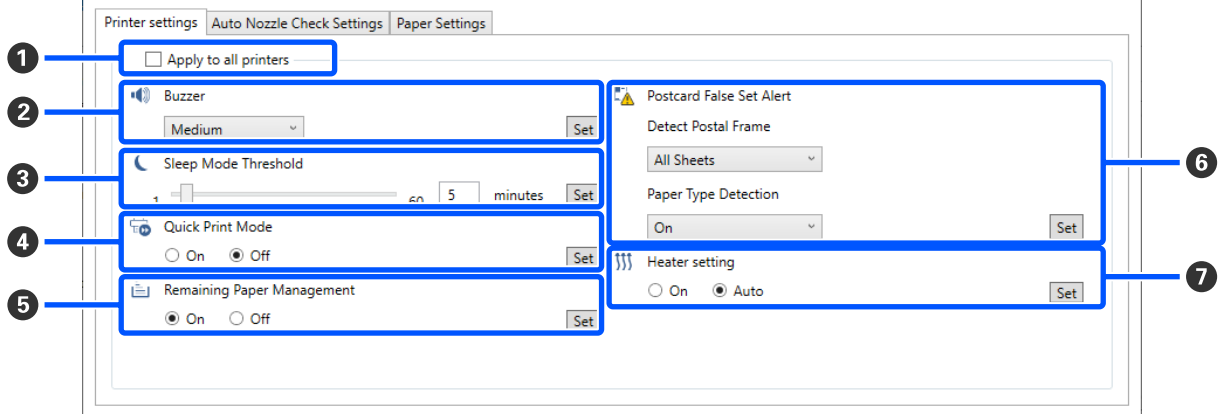 Printer settings Auto Nozzle Check Settings Paper Settings
1 Apply to all printers
2 Buzzer
Medium Set
3 Sleep Mode Threshold
1 60 5 minutes Set
4 Quick Print Mode
On Off Set
5 Remaining Paper Management
On Off Set
Postcard False Set Alert
Detect Postal Frame
All Sheets 6
Paper Type Detection
On Set
Heater setting 7
On Auto Set